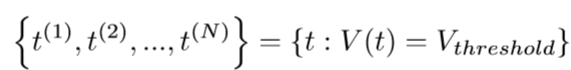 {t^(1), t^(2), ..., t^(N)} = {t : V(t) = V_threshold}